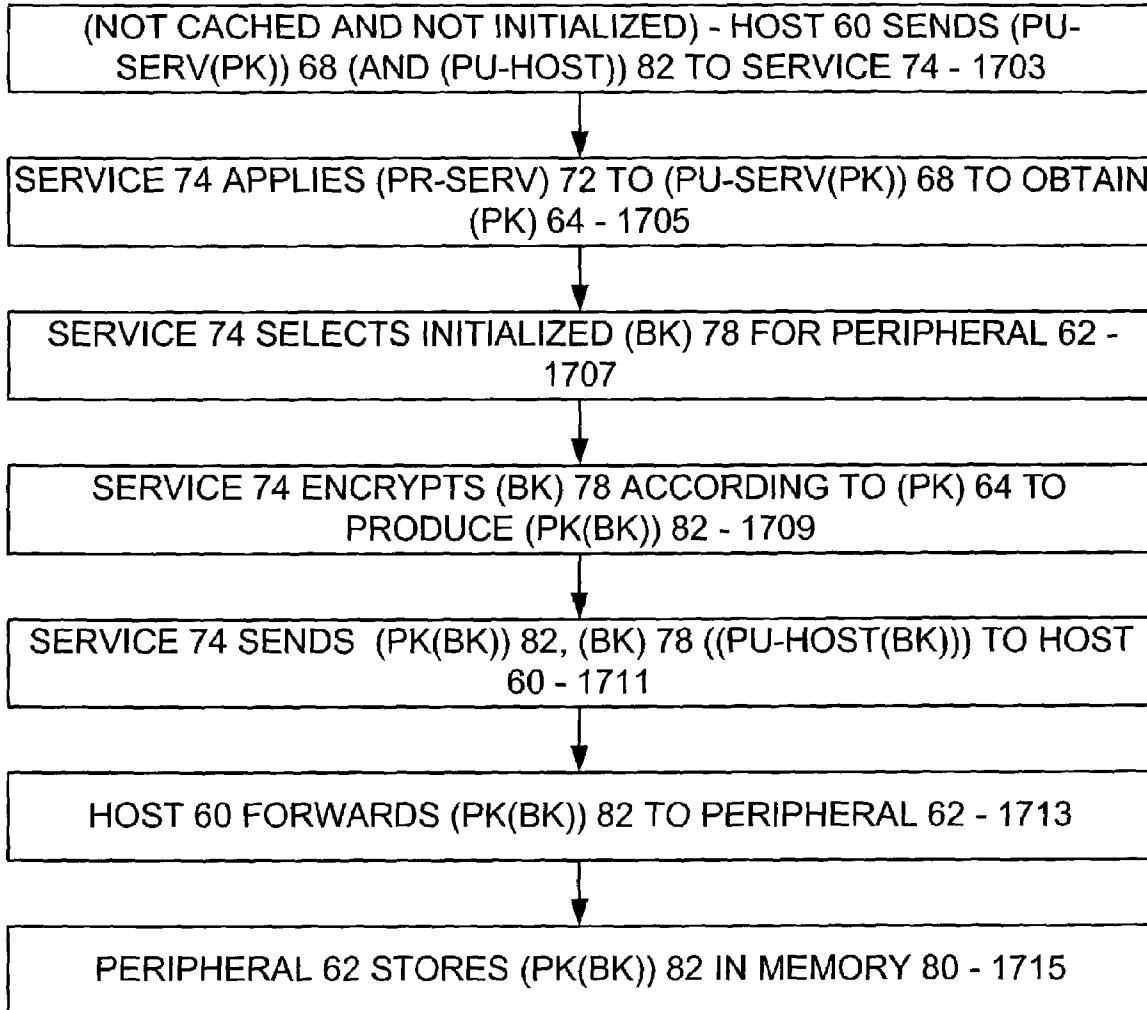 (NOT CACHED AND NOT INITIALIZED) - HOST 60 SENDS (PU-
SERV(PK)) 68 (AND (PU-HOST)) 82 TO SERVICE 74 - 1703
SERVICE 74 APPLIES (PR-SERV) 72 TO (PU-SERV(PK)) 68 TO OBTAIN
(PK) 64 - 1705
SERVICE 74 SELECTS INITIALIZED (BK) 78 FOR PERIPHERAL 62 -
1707
SERVICE 74 ENCRYPTS (BK) 78 ACCORDING TO (PK) 64 TO
PRODUCE (PK(BK)) 82 - 1709
SERVICE 74 SENDS (PK(BK)) 82, (BK) 78 ((PU-HOST(BK))) TO HOST
60 - 1711
HOST 60 FORWARDS (PK(BK)) 82 TO PERIPHERAL 62 - 1713
PERIPHERAL 62 STORES (PK(BK)) 82 IN MEMORY 80 - 1715